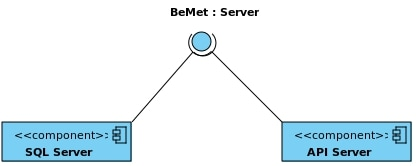 BeMet : Server
<<component>>
SQL Server
<<component>>
API Server